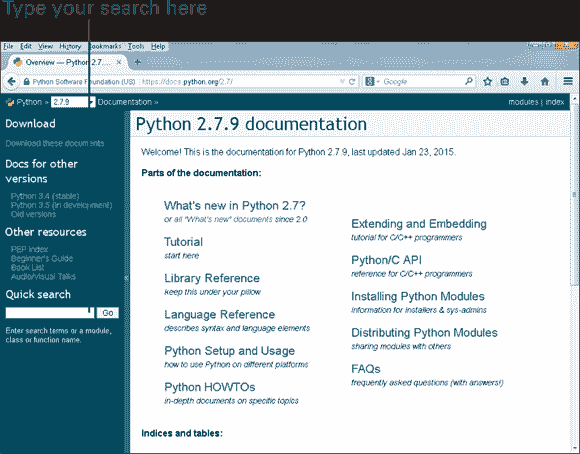 Type your search here
File Edit View History Bookmarks Tools Help
Overview — Python 2.7....
Python Software Foundation (US) https://docs.python.org/2.7/
Google
Python » 2.7.9 Documentation »
modules | index
Download
Download these documents
Docs for other
versions
Python 3.4 (stable)
Python 3.5 (in development)
Old versions
Other resources
PEP Index
Beginner's Guide
Book List
Audio/Visual Talks
Quick search
Go
Enter search terms or a module,
class or function name.
Python 2.7.9 documentation
Welcome! This is the documentation for Python 2.7.9, last updated Jan 23, 2015.
Parts of the documentation:
What's new in Python 2.7?
or all "What's new" documents since 2.0
Tutorial
start here
Library Reference
keep this under your pillow
Language Reference
describes syntax and language elements
Python Setup and Usage
how to use Python on different platforms
Python HOWTOs
in-depth documents on specific topics
Extending and Embedding
tutorial for C/C++ programmers
Python/C API
reference for C/C++ programmers
Installing Python Modules
information for installers & sys-admins
Distributing Python Modules
sharing modules with others
FAQs
frequently asked questions (with answers!)
Indices and tables: